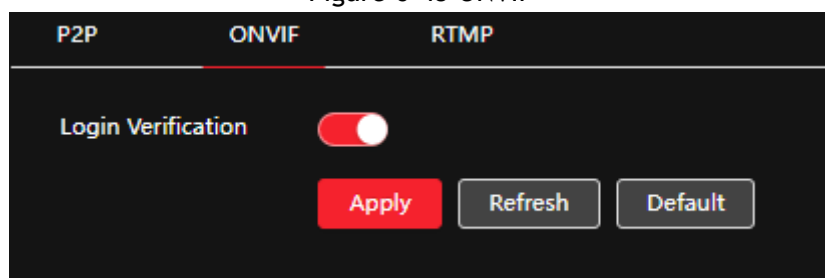 P2P ONVIF RTMP
Login Verification
Apply Refresh Default